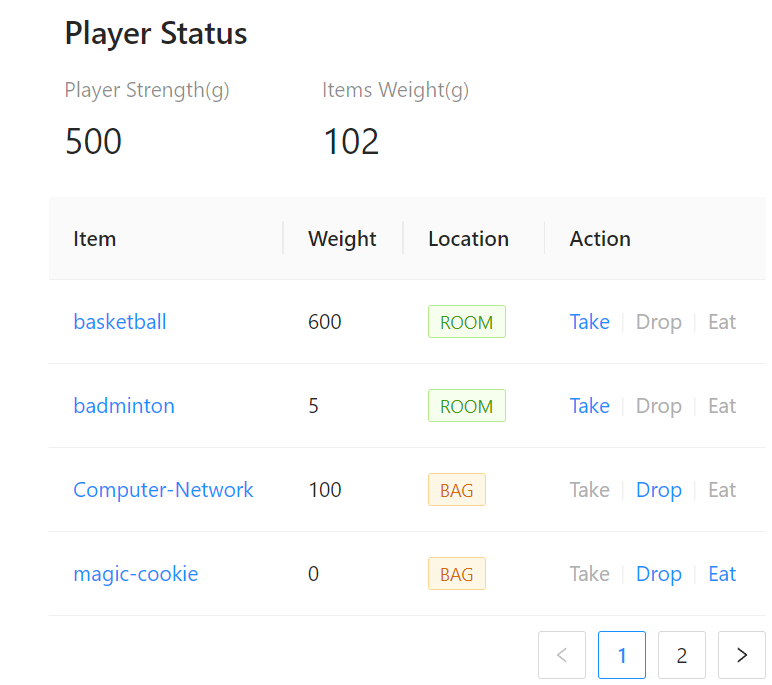 Player Status
Player Strength(g) Items Weight(g)
500 102
Item Weight Location Action
basketball 600 ROOM Take Drop Eat
badminton 5 ROOM Take Drop Eat
Computer-Network 100 BAG Take Drop Eat
magic-cookie 0 BAG Take Drop Eat
< 1 2 >